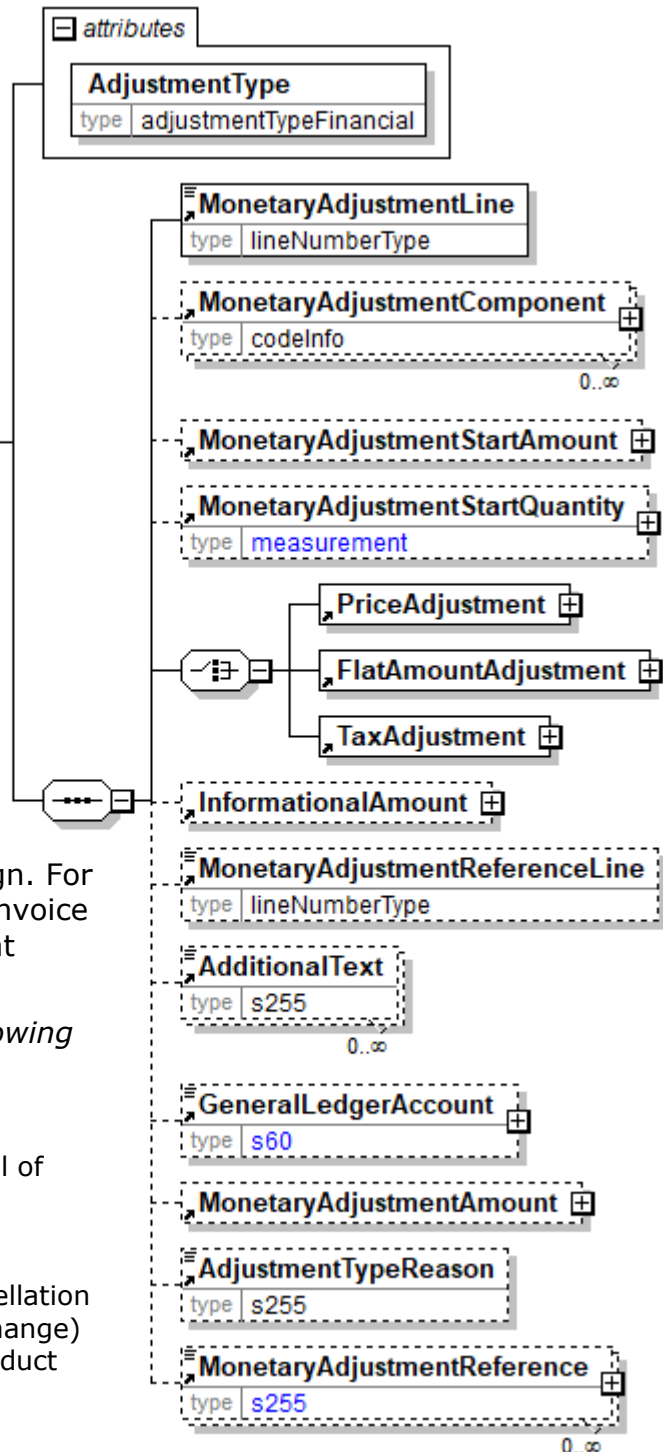 attributes
AdjustmentType
type adjustmentTypeFinancial
MonetaryAdjustmentLine
type lineNumberType
MonetaryAdjustmentComponent
type codeInfo
0..∞
MonetaryAdjustmentStartAmount
MonetaryAdjustmentStartQuantity
type measurement
PriceAdjustment
FlatAmountAdjustment
TaxAdjustment
InformationalAmount
MonetaryAdjustmentReferenceLine
type lineNumberType
AdditionalText
type s255
0..∞
GeneralLedgerAccount
type s60
MonetaryAdjustmentAmount
AdjustmentTypeReason
type s255
MonetaryAdjustmentReference
type s255
0..∞
gn. For
nvoice
t
owing
l of
ellation
hange)
duct